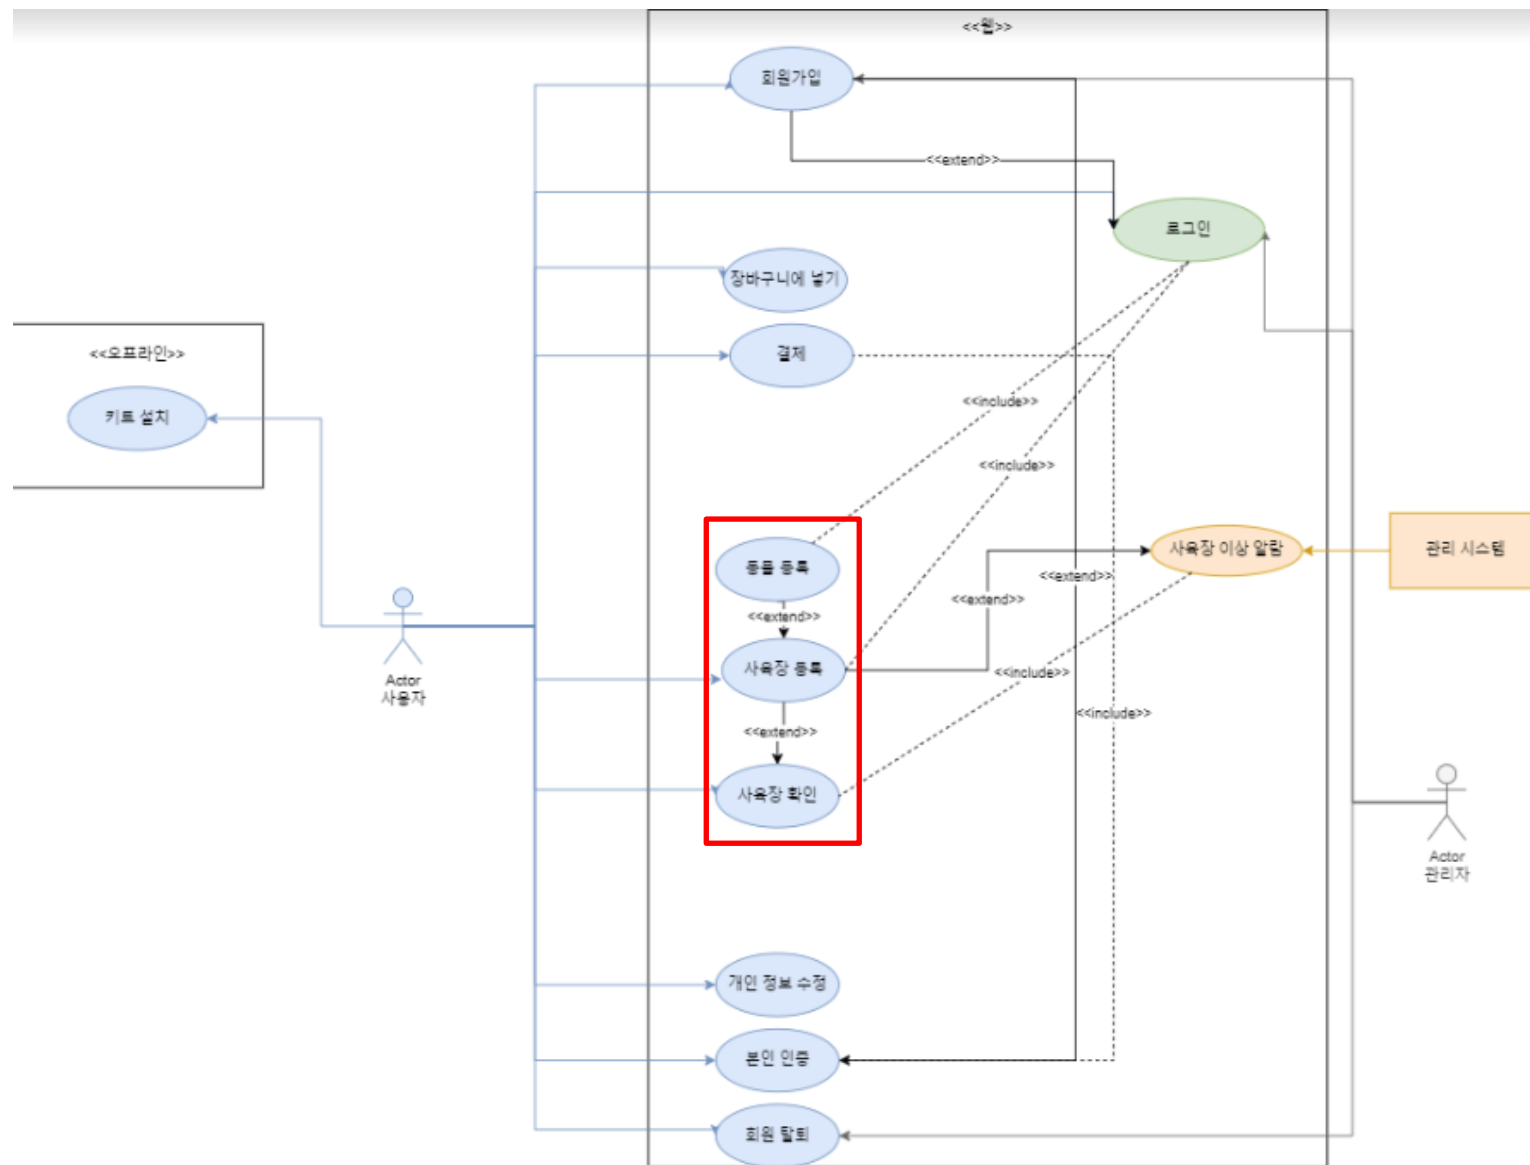 <<웹>>
회원가입
<<extend>>
로그인
장바구니에 넣기
<<오프라인>>
결제
<<include>>
키트 설치
<<include>>
사육장 이상 알람
관리 시스템
동물 등록
<<extend>>
<<extend>>
<<extend>>
사육장 등록
<<include>>
Actor
사용자
<<include>>
<<extend>>
사육장 확인
Actor
관리자
개인 정보 수정
본인 인증
회원 탈퇴